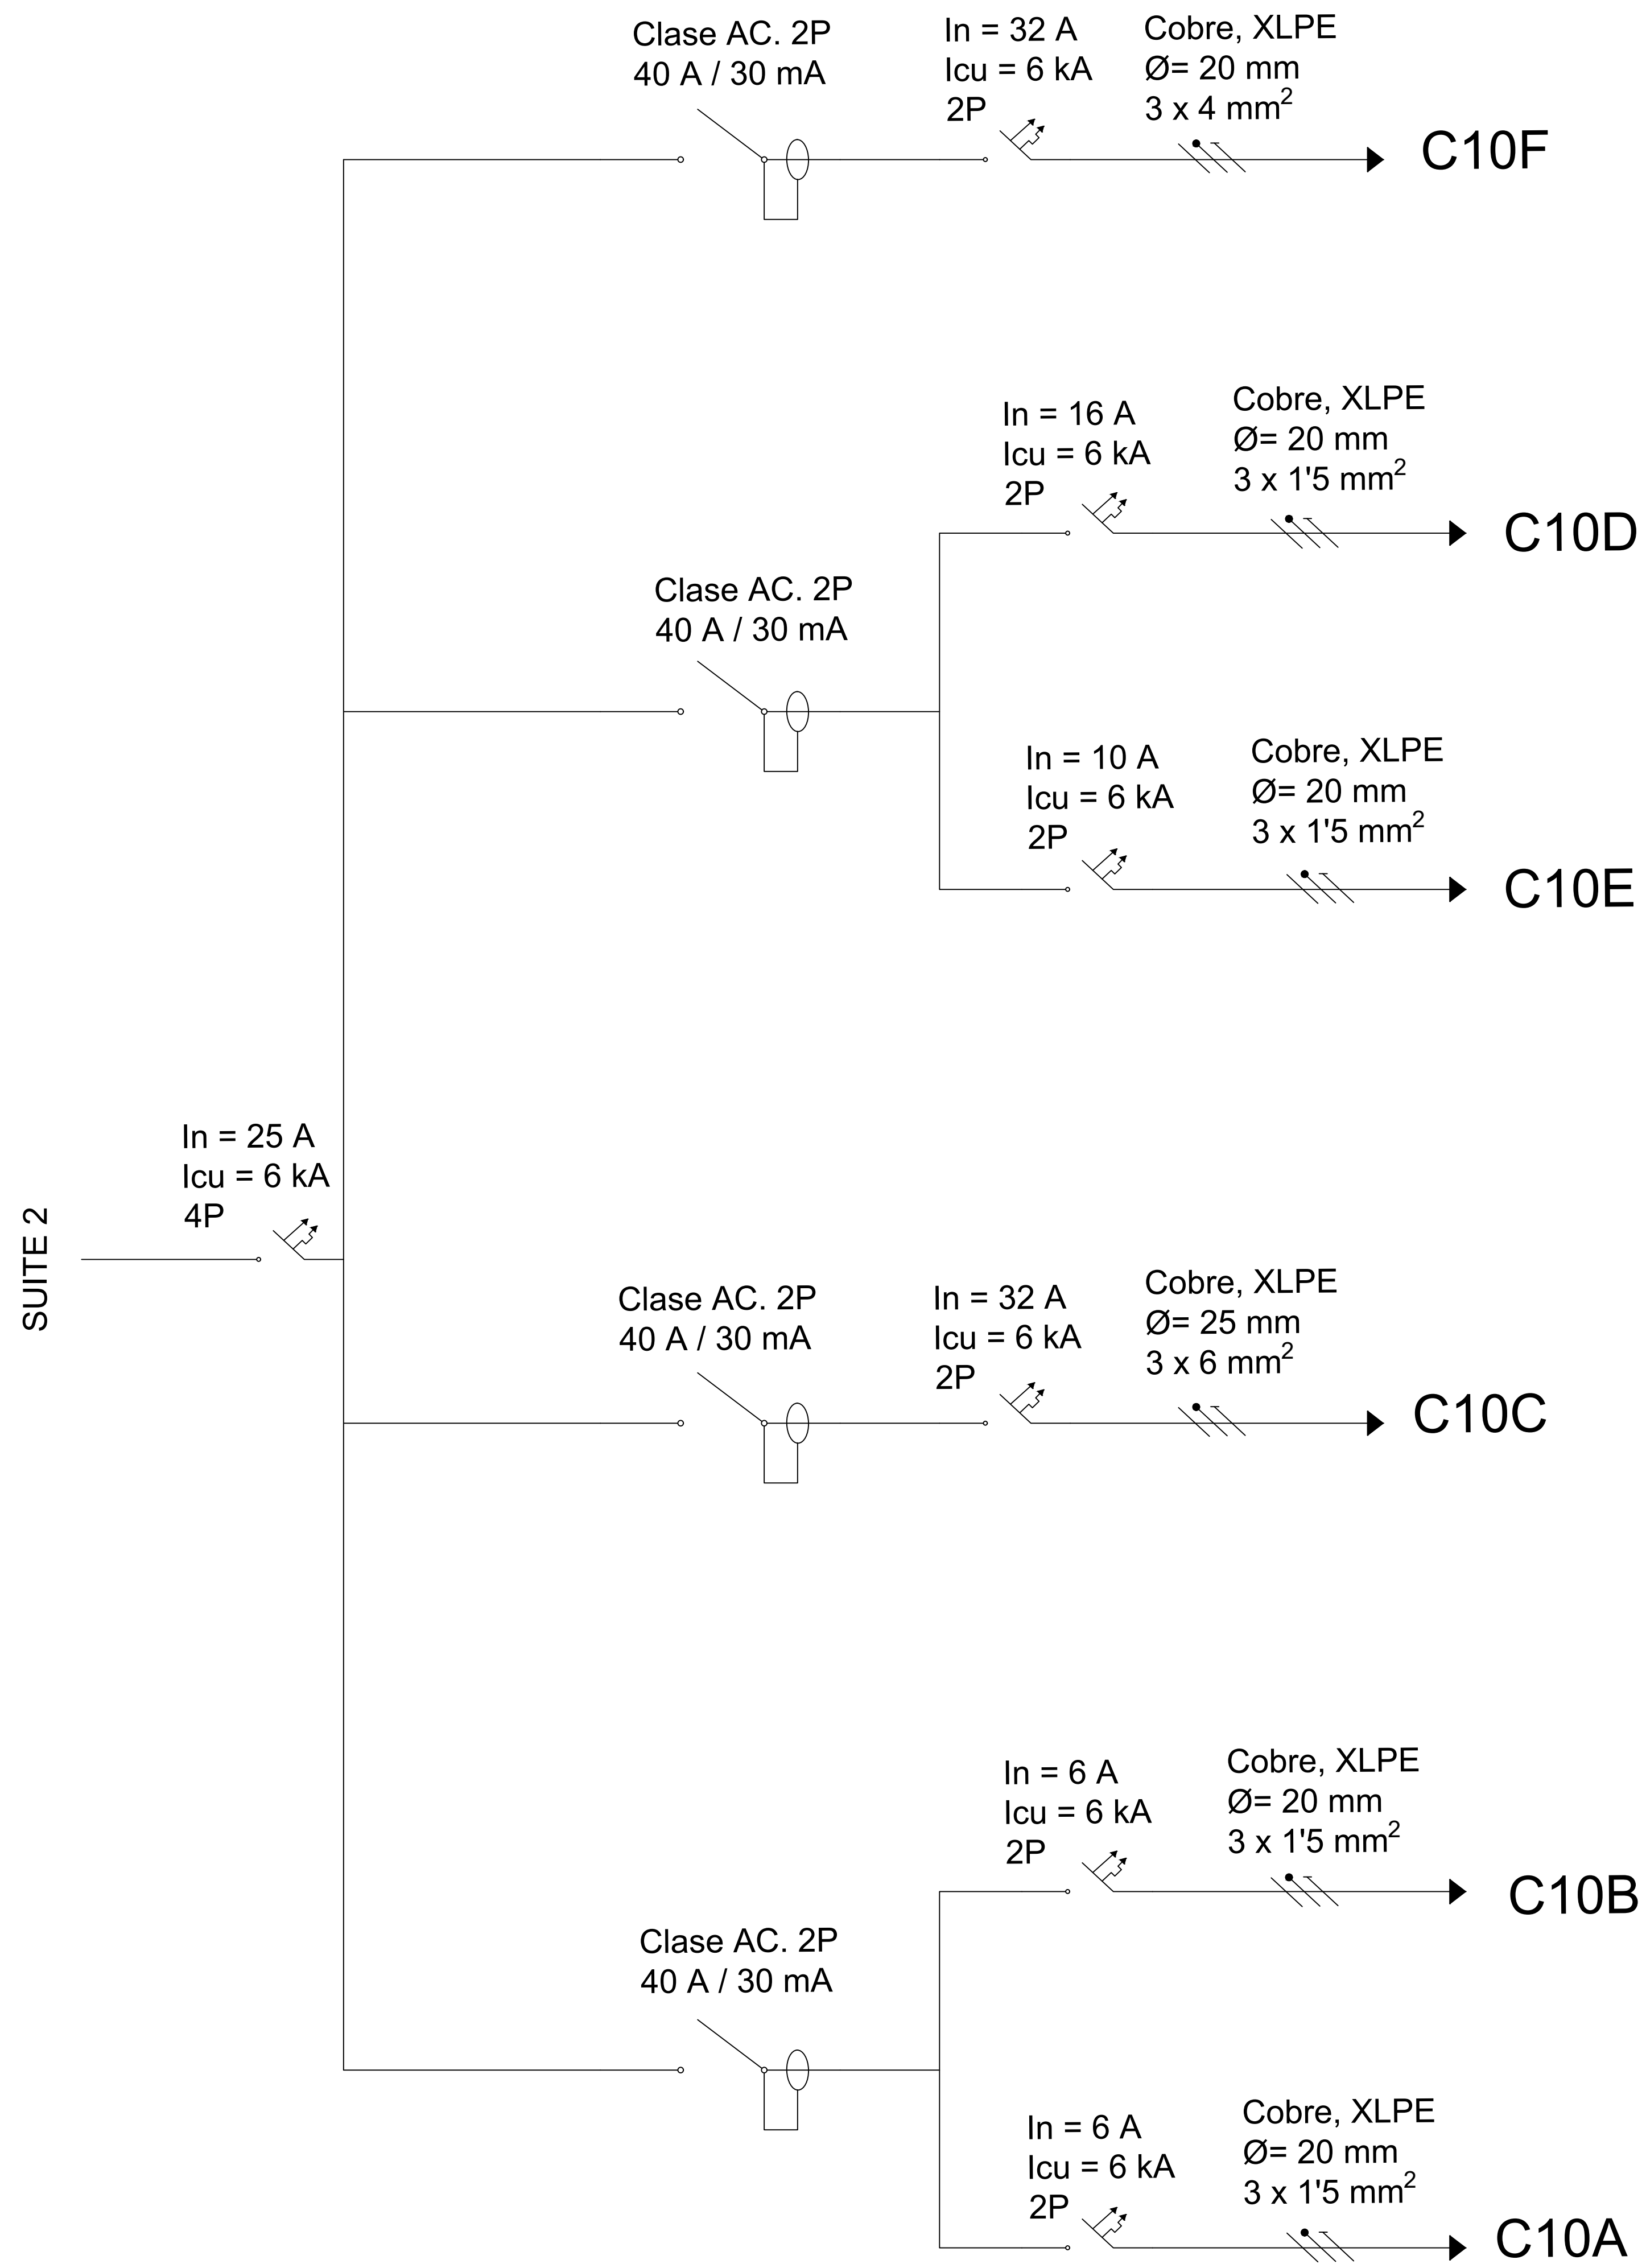 Clase AC. 2P
40 A / 30 mA
In = 32 A
Icu = 6 kA
2P
Cobre, XLPE
Ø= 20 mm
3 x 4 mm²
C10F
In = 16 A
Icu = 6 kA
2P
Cobre, XLPE
Ø= 20 mm
3 x 1'5 mm²
C10D
Clase AC. 2P
40 A / 30 mA
In = 10 A
Icu = 6 kA
2P
Cobre, XLPE
Ø= 20 mm
3 x 1'5 mm²
C10E
In = 25 A
Icu = 6 kA
4P
SUITE 2
Clase AC. 2P
40 A / 30 mA
In = 32 A
Icu = 6 kA
2P
Cobre, XLPE
Ø= 25 mm
3 x 6 mm²
C10C
In = 6 A
Icu = 6 kA
2P
Cobre, XLPE
Ø= 20 mm
3 x 1'5 mm²
C10B
Clase AC. 2P
40 A / 30 mA
In = 6 A
Icu = 6 kA
2P
Cobre, XLPE
Ø= 20 mm
3 x 1'5 mm²
C10A